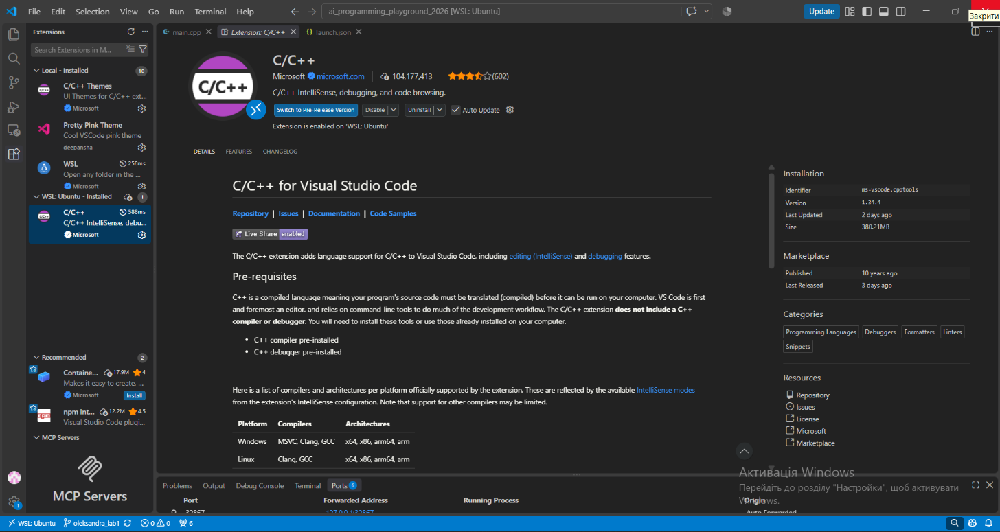 File Edit Selection View Go Run Terminal Help
ai_programming_playground_2026 [WSL: Ubuntu]
Update
Закрити
Extensions
Search Extensions in M...
Local - Installed 10
C/C++ Themes
UI Themes for C/C++ ext...
Microsoft
Pretty Pink Theme
Cool VSCode pink theme
deepansha
WSL 258ms
Open any folder in the ...
Microsoft
WSL: Ubuntu - Installed 1
C/C++ 588ms
C/C++ IntelliSense, debu...
Microsoft
Recommended 2
Containe... 17.9M 4
Makes it easy to create, ...
Microsoft Install
npm Int... 12.2M 4.5
Visual Studio Code plugi...
MCP Servers
MCP Servers
main.cpp
Extension: C/C++
launch.json
C/C++
C/C++
Microsoft microsoft.com 104,177,413 (602)
C/C++ IntelliSense, debugging, and code browsing.
Switch to Pre-Release Version Disable Uninstall Auto Update
Extension is enabled on 'WSL: Ubuntu'
DETAILS FEATURES CHANGELOG
C/C++ for Visual Studio Code
Repository | Issues | Documentation | Code Samples
Live Share enabled
The C/C++ extension adds language support for C/C++ to Visual Studio Code, including editing (IntelliSense) and debugging features.
Pre-requisites
C++ is a compiled language meaning your program's source code must be translated (compiled) before it can be run on your computer. VS Code is first
and foremost an editor, and relies on command-line tools to do much of the development workflow. The C/C++ extension does not include a C++
compiler or debugger. You will need to install these tools or use those already installed on your computer.
• C++ compiler pre-installed
• C++ debugger pre-installed
Here is a list of compilers and architectures per platform officially supported by the extension. These are reflected by the available IntelliSense modes
from the extension's IntelliSense configuration. Note that support for other compilers may be limited.
Platform Compilers Architectures
Windows MSVC, Clang, GCC x64, x86, arm64, arm
Linux Clang, GCC x64, x86, arm64, arm
Installation
Identifier ms-vscode.cpptools
Version 1.34.4
Last Updated 2 days ago
Size 380.21MB
Marketplace
Published 10 years ago
Last Released 3 days ago
Categories
Programming Languages Debuggers Formatters Linters
Snippets
Resources
Repository
Issues
License
Microsoft
Marketplace
Активація Windows
Перейдіть до розділу "Настройки", щоб активувати
Windows.
Problems Output Debug Console Terminal Ports 6
Port Forwarded Address Running Process Origin
32867 127.0.0.1:32867 Auto Forwarded
1
WSL: Ubuntu oleksandra_lab1 0 0 6